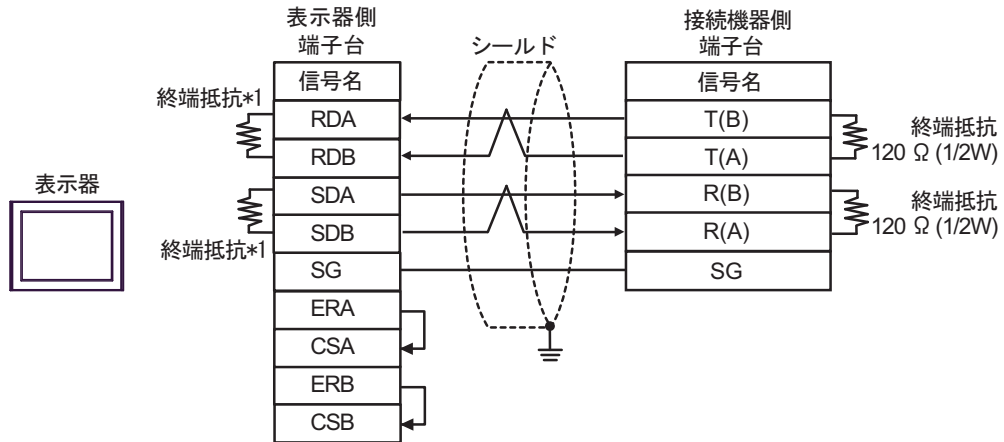 表示器側
端子台
シールド
接続機器側
端子台
信号名
信号名
終端抵抗*1
RDA
T(B)
終端抵抗
120 Ω (1/2W)
RDB
T(A)
表示器
SDA
R(B)
終端抵抗
120 Ω (1/2W)
SDB
R(A)
終端抵抗*1
SG
SG
ERA
CSA
ERB
CSB